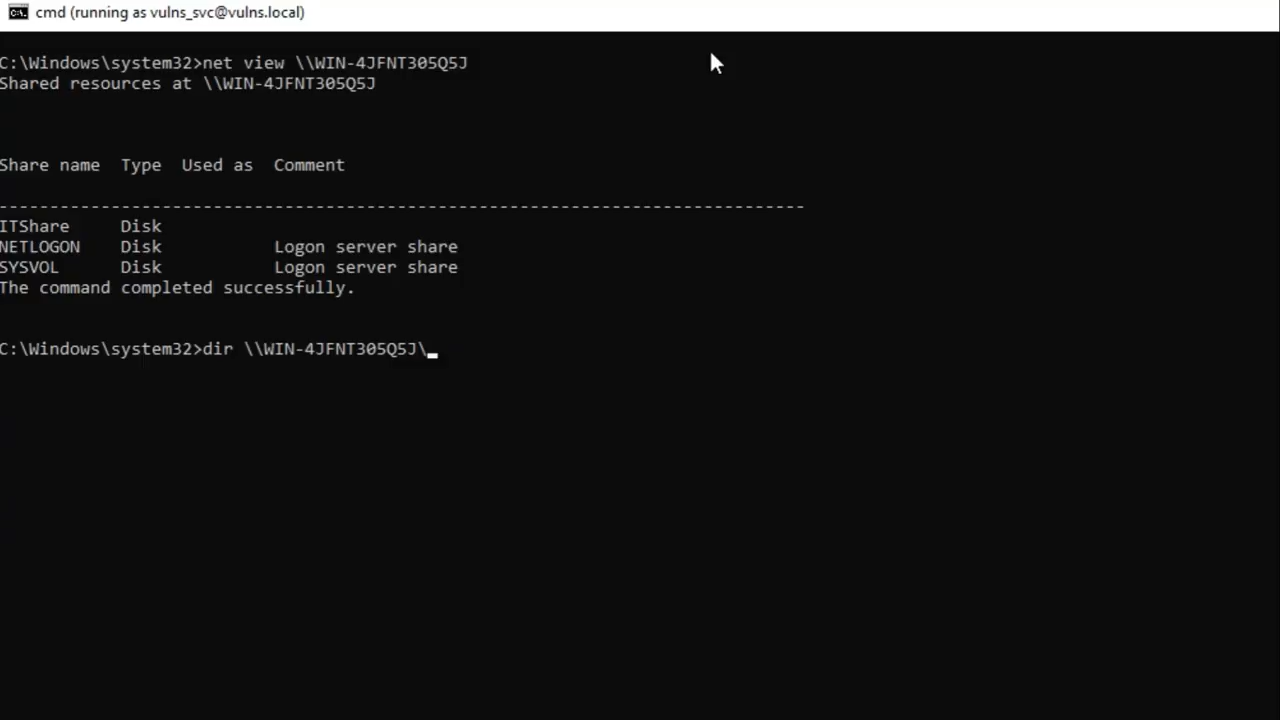 cmd (running as vulns_svc@vulns.local)
C:\Windows\system32>net view \\WIN-4JFNT305Q5J
Shared resources at \\WIN-4JFNT305Q5J
Share name  Type  Used as  Comment
-------------------------------------------------------------------------------
ITShare     Disk
NETLOGON    Disk           Logon server share
SYSVOL      Disk           Logon server share
The command completed successfully.
C:\Windows\system32>dir \\WIN-4JFNT305Q5J\_